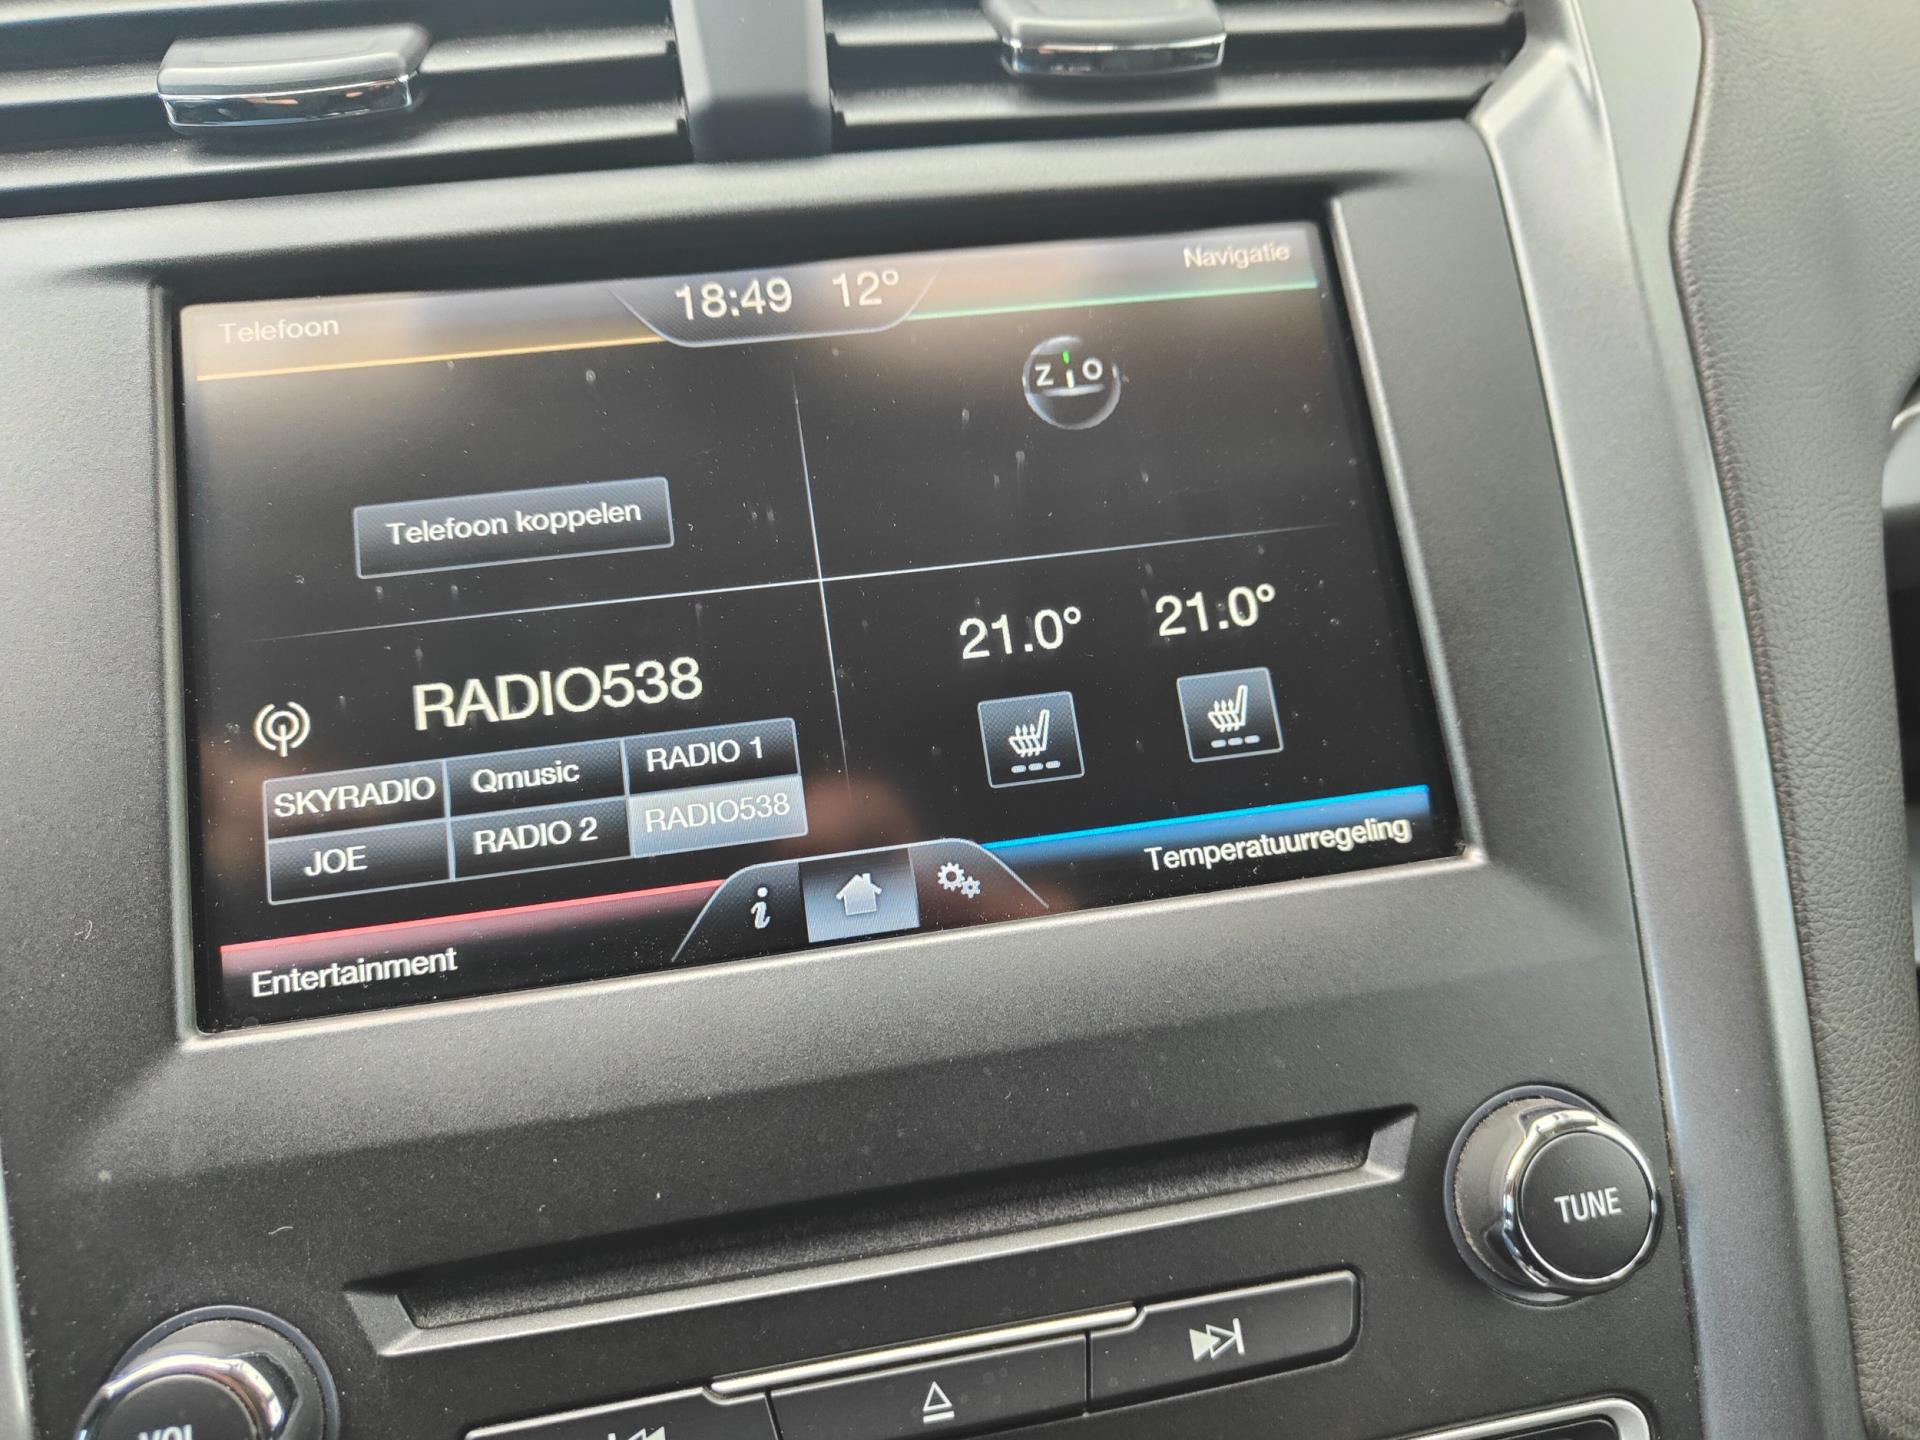 Telefoon
18:49 12°
Navigatie
Z O
Telefoon koppelen
21.0° 21.0°
RADIO538
SKYRADIO Qmusic RADIO 1
JOE RADIO 2 RADIO538
i
Temperatuurregeling
Entertainment
TUNE
VOL